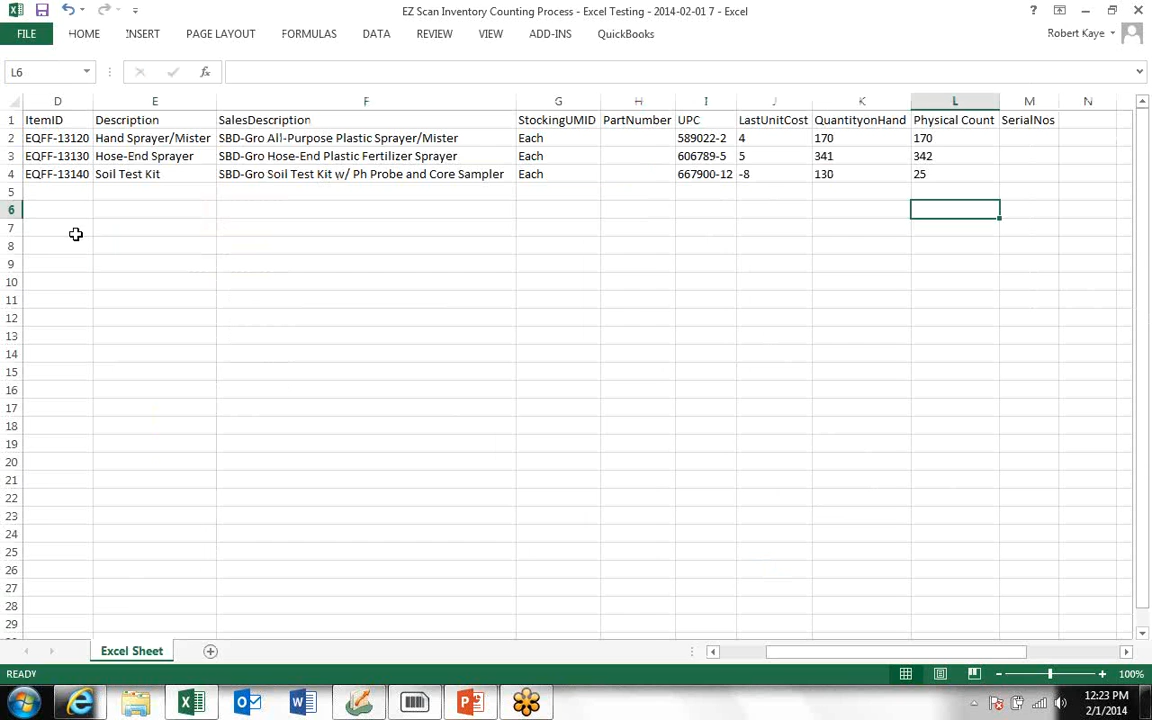 EZ Scan Inventory Counting Process - Excel Testing - 2014-02-01 7 - Excel
FILE HOME INSERT PAGE LAYOUT FORMULAS DATA REVIEW VIEW ADD-INS QuickBooks Robert Kaye
L6 fx
D E F G H I J K L M N
1 ItemID Description SalesDescription StockingUMID PartNumber UPC LastUnitCost QuantityonHand Physical Count SerialNos
2 EQFF-13120 Hand Sprayer/Mister SBD-Gro All-Purpose Plastic Sprayer/Mister Each 589022-2 4 170 170
3 EQFF-13130 Hose-End Sprayer SBD-Gro Hose-End Plastic Fertilizer Sprayer Each 606789-5 5 341 342
4 EQFF-13140 Soil Test Kit SBD-Gro Soil Test Kit w/ Ph Probe and Core Sampler Each 667900-12 -8 130 25
5
6
7
8
9
10
11
12
13
14
15
16
17
18
19
20
21
22
23
24
25
26
27
28
29
Excel Sheet
READY 100%
12:23 PM
2/1/2014